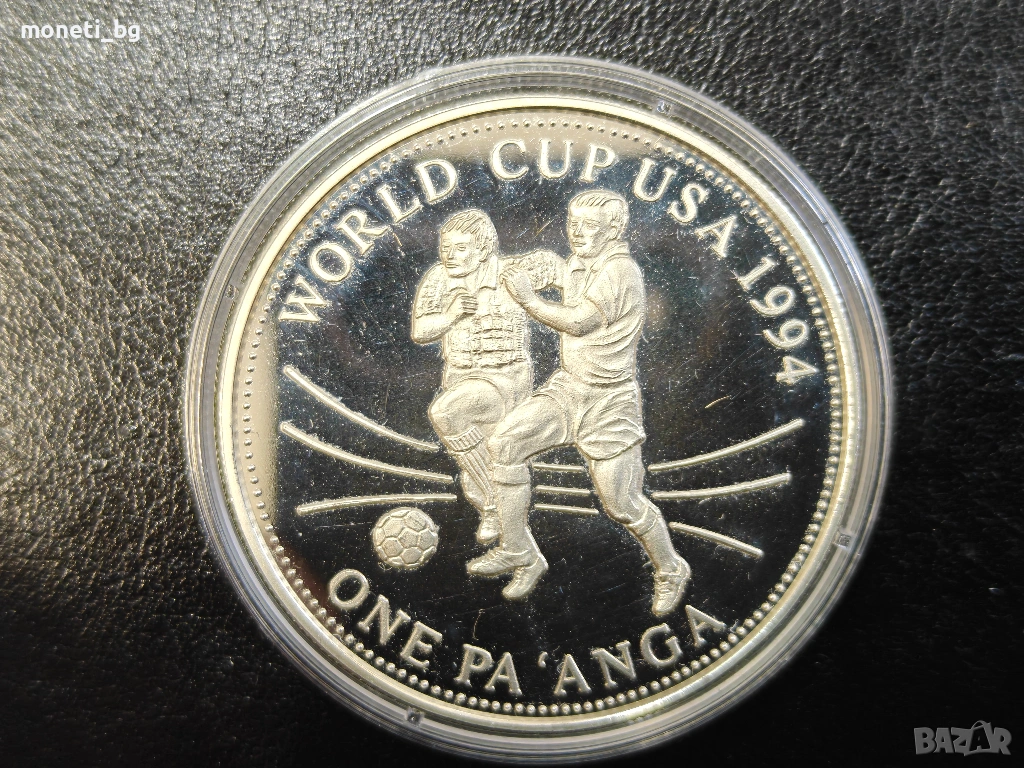 moneti_bg
WORLD CUP USA 1994
ONE PA 'ANGA
BAZAR